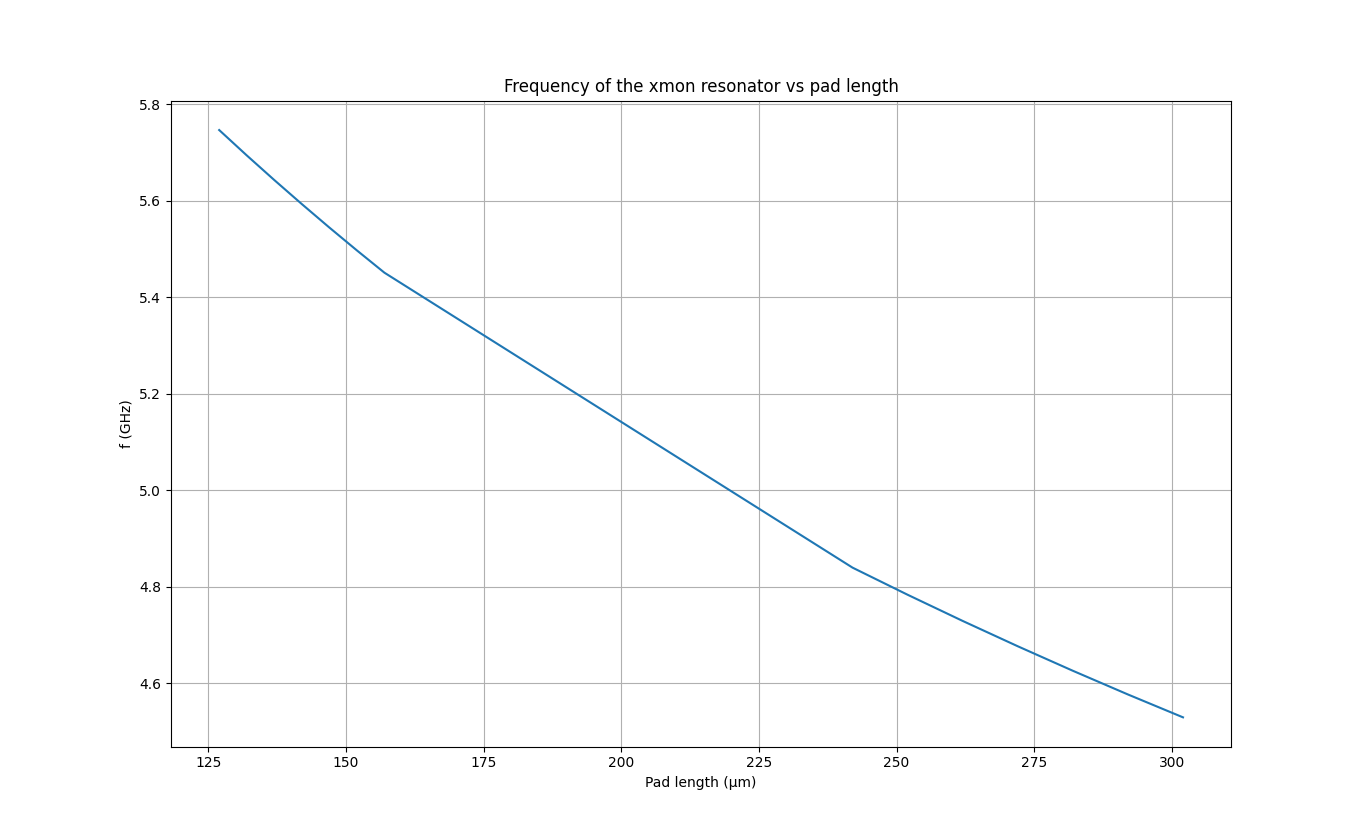 Frequency of the xmon resonator vs pad length
5.8
5.6
5.4
5.2
5.0
4.8
4.6
f (GHz)
125 150 175 200 225 250 275 300
Pad length (µm)